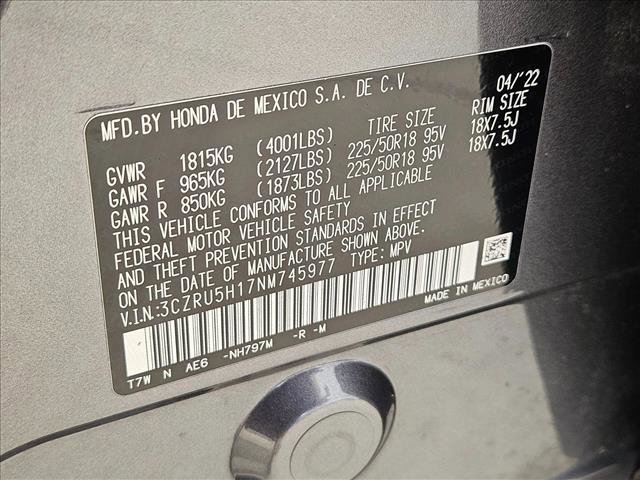 MFD.BY HONDA DE MEXICO S.A. DE C.V. 04/'22
TIRE SIZE RIM SIZE
GVWR 1815KG (4001LBS)
GAWR F 965KG (2127LBS) 225/50R18 95V 18X7.5J
GAWR R 850KG (1873LBS) 225/50R18 95V 18X7.5J
THIS VEHICLE CONFORMS TO ALL APPLICABLE
FEDERAL MOTOR VEHICLE SAFETY
AND THEFT PREVENTION STANDARDS IN EFFECT
ON THE DATE OF MANUFACTURE SHOWN ABOVE.
V.I.N.:3CZRU5H17NM745977 TYPE: MPV
MADE IN MEXICO
T7W N AE6 -NH797M -R -M